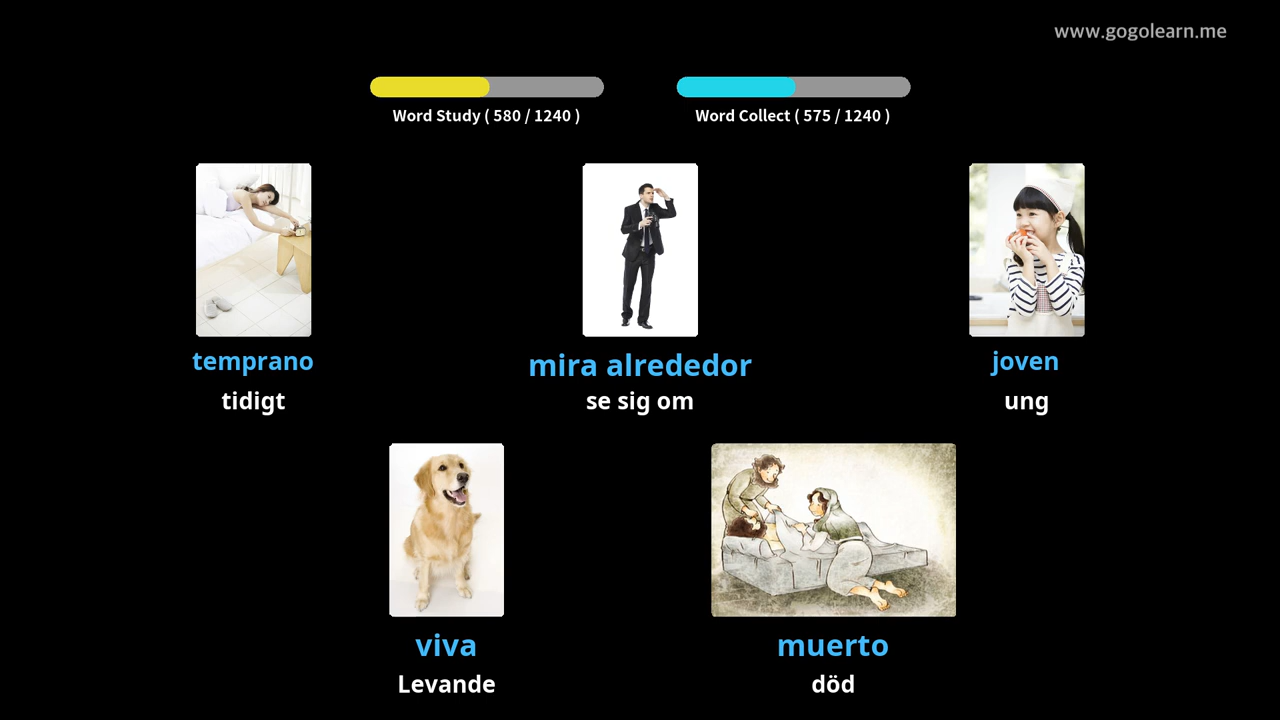 www.gogolearn.me
Word Study ( 580 / 1240 )
Word Collect ( 575 / 1240 )
temprano
tidigt
mira alrededor
se sig om
joven
ung
viva
Levande
muerto
död